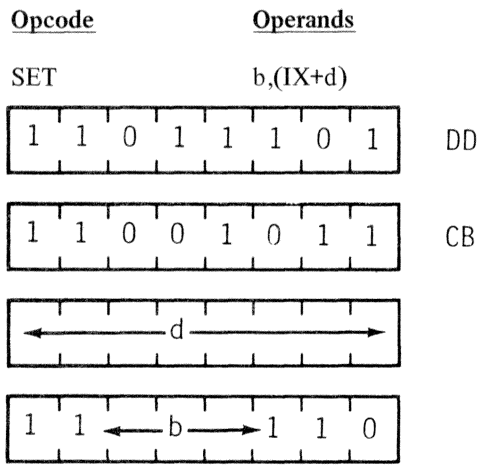 Opcode Operands
SET b,(IX+d)
1 1 0 1 1 1 0 1 DD
1 1 0 0 1 0 1 1 CB
d
1 1 b 1 1 0